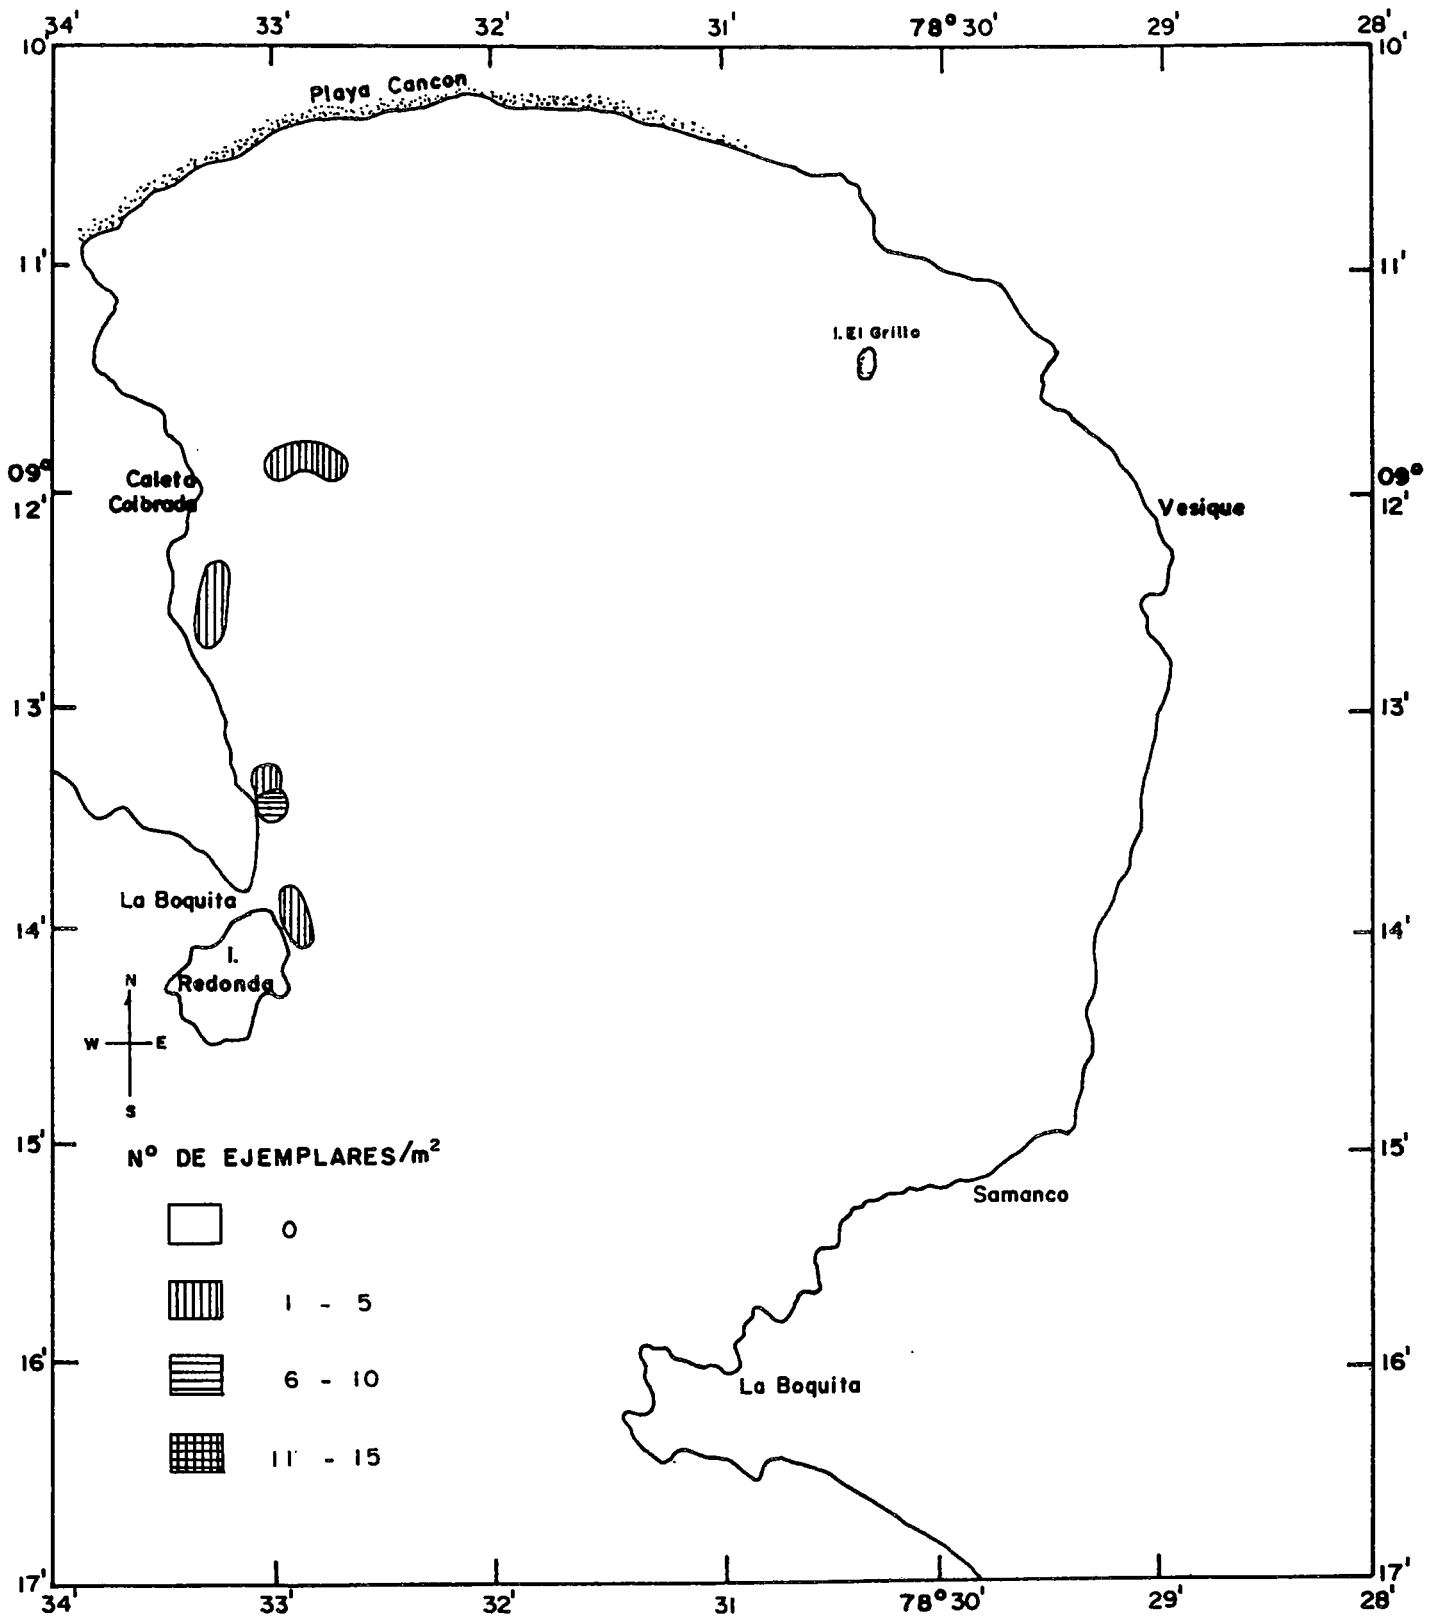 34' 33' 32' 31' 78° 30' 29' 28'
10' 10'
Playa Cancon
11' 11'
I. El Grillo
09° 09°
Caleta
Colbrada
12' 12'
Vesique
13' 13'
La Boquita
14' 14'
I.
Redonda
N
W E
S
15' 15'
N° DE EJEMPLARES/m²
Samanco
0
1 - 5
16' 16'
6 - 10
La Boquita
11 - 15
17' 17'
34' 33' 32' 31 78° 30' 29' 28'